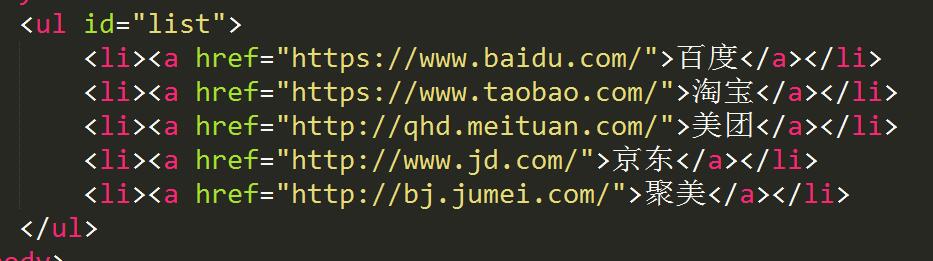 <ul id="list">
<li><a href="https://www.baidu.com/">百度</a></li>
<li><a href="https://www.taobao.com/">淘宝</a></li>
<li><a href="http://qhd.meituan.com/">美团</a></li>
<li><a href="http://www.jd.com/">京东</a></li>
<li><a href="http://bj.jumei.com/">聚美</a></li>
</ul>